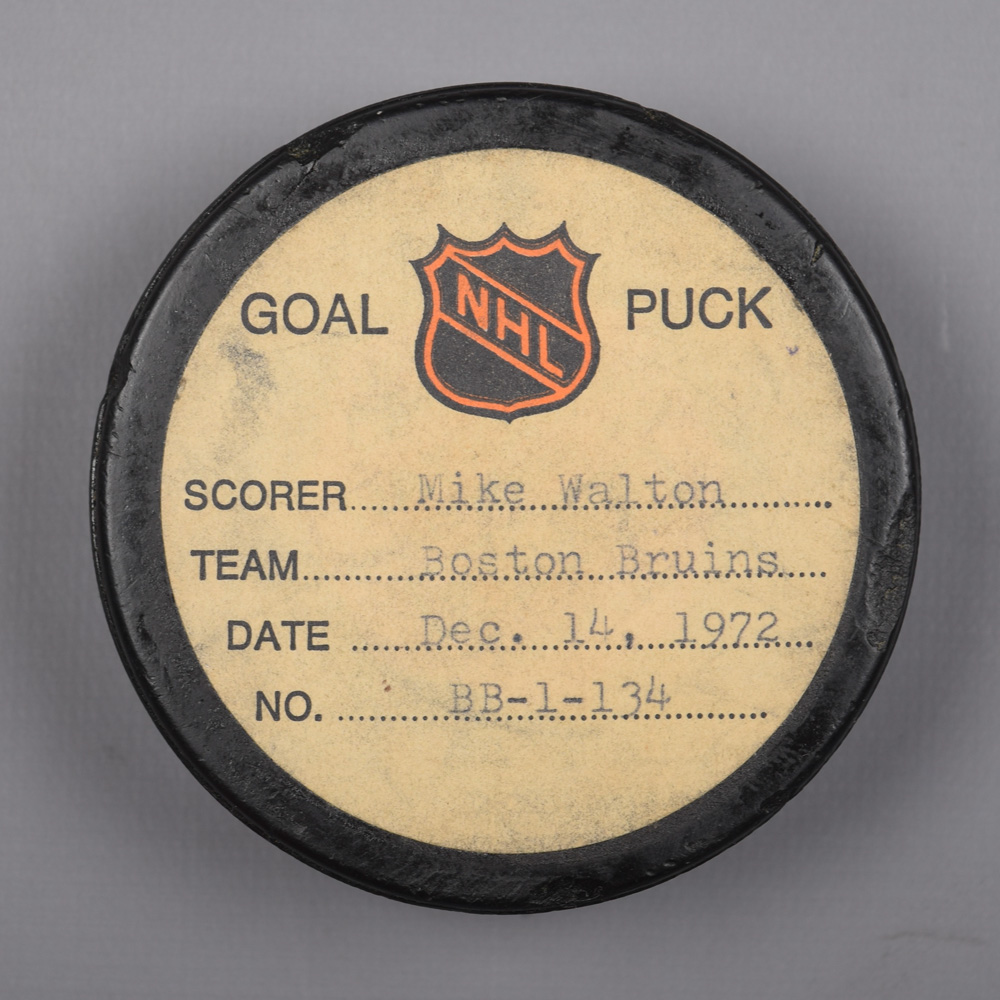 GOAL NHL PUCK
SCORER.....Mike Walton..........
TEAM............Boston Bruins....
DATE .....Dec. 14, 1972...
NO. ..........BB-1-134..........